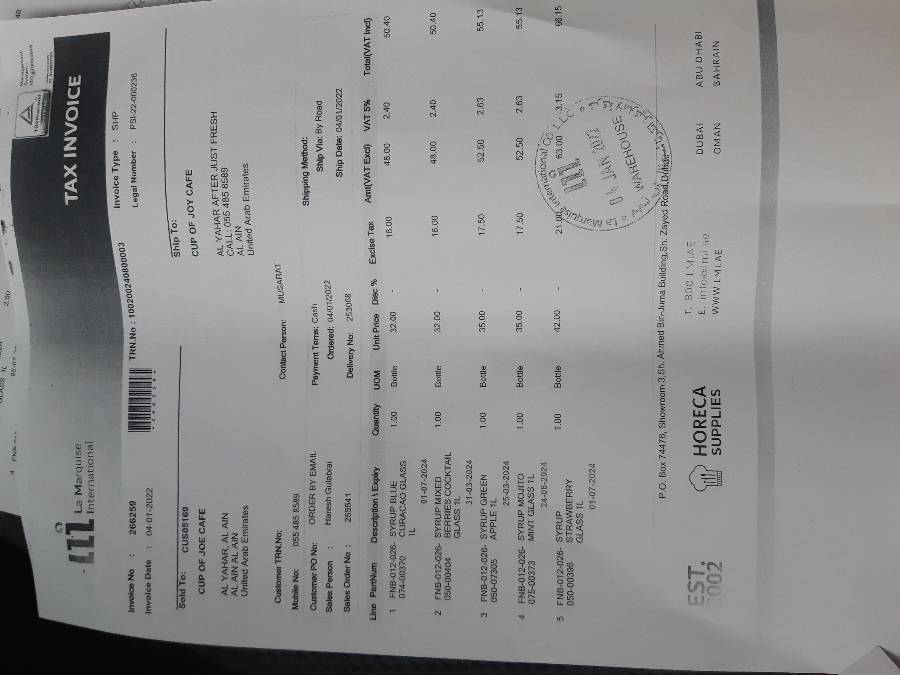 La Marquise
International
TAX INVOICE
Invoice No : 266259
TRN.No : 100200240800003
Invoice Type : SHP
Invoice Date : 04-01-2022
Legal Number : PSI-22-000236
Sold To: CUS05169
Ship To:
CUP OF JOE CAFE
CUP OF JOY CAFE
AL YAHAR, AL AIN
AL AIN AL AIN
United Arab Emirates
AL YAHAR AFTER JUST FRESH
CALL: 055 485 8589
AL AIN
United Arab Emirates
Customer TRN.No:
Contact Person: MUSARAT
Mobile No: 055 485 8589
Shipping Method:
Customer PO No: ORDER BY EMAIL
Payment Terms: Cash
Ship Via: By Road
Sales Person : Haresh Gulabrai
Ordered: 04/01/2022
Ship Date: 04/01/2022
Sales Order No : 255541
Delivery No: 253068
Line PartNum Description \ Expiry Quantity UOM Unit Price Disc % Excise Tax Amt(VAT Excl) VAT 5% Total(VAT Incl)
1 FNB-012-026- SYRUP BLUE 1.00 Bottle 32.00 - 16.00 48.00 2.40 50.40
074-00370 CURACAO GLASS
1L
01-07-2024
2 FNB-012-026- SYRUP MIXED 1.00 Bottle 32.00 - 16.00 48.00 2.40 50.40
050-00404 BERRIES COCKTAIL
GLASS 1L
31-03-2024
3 FNB-012-026- SYRUP GREEN 1.00 Bottle 35.00 - 17.50 52.50 2.63 55.13
050-07305 APPLE 1L
25-03-2024
4 FNB-012-026- SYRUP MOJITO 1.00 Bottle 35.00 - 17.50 52.50 2.63 55.13
075-00373 MINT GLASS 1L
24-08-2024
5 FNB-012-026- SYRUP 1.00 Bottle 42.00 - 21.00 63.00 3.15 66.15
050-00396 STRAWBERRY
GLASS 1L
01-07-2024
La Marquise International Co. L.L.C.
04 JAN 2022
WAREHOUSE
P.O. Box 74476, Showroom 3,Sh. Ahmed Bin-Juma Building,Sh. Zayed Road,Dubai
EST.
2002
HORECA
SUPPLIES
T. 800 LMI.AE
E. info@lmi.ae
WWW.LMI.AE
DUBAI
OMAN
ABU DHABI
BAHRAIN